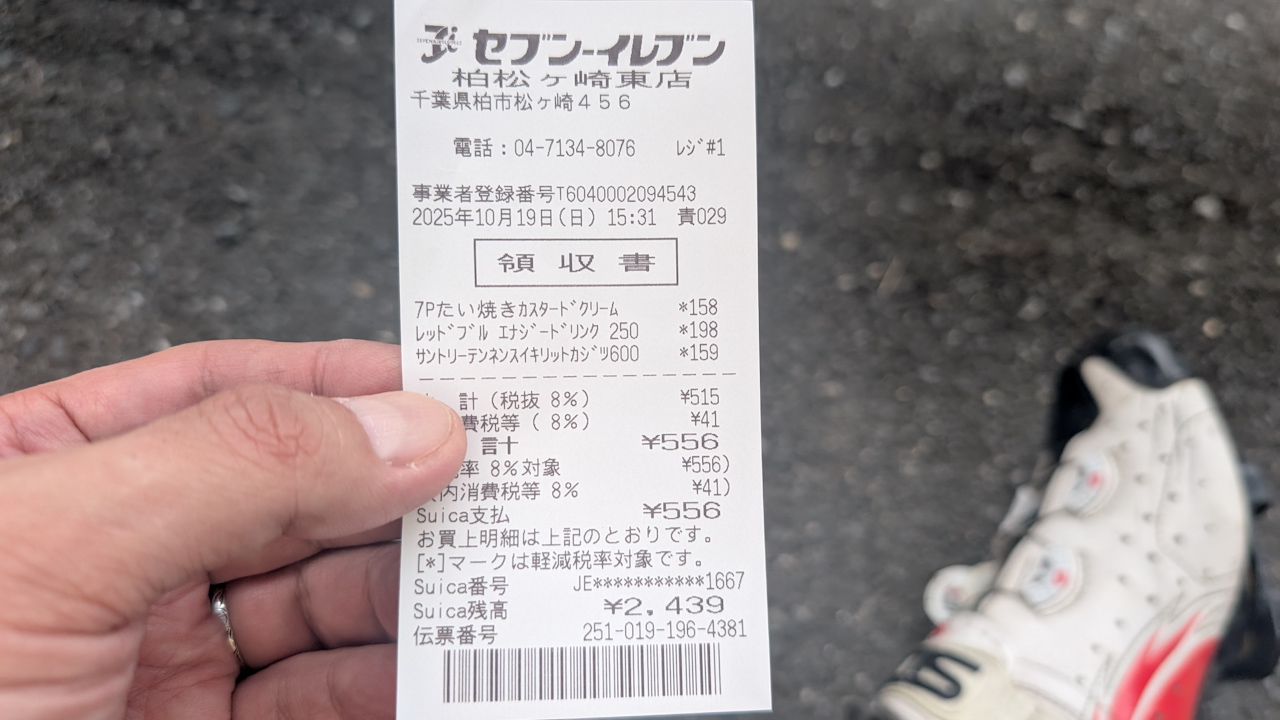 セブン-イレブン
柏松ヶ崎東店
千葉県柏市松ヶ崎456
電話：04-7134-8076 ﾚｼﾞ#1
事業者登録番号T6040002094543
2025年10月19日(日) 15:31 責029
領収書
7Pたい焼きｶｽﾀｰﾄﾞｸﾘｰﾑ *158
ﾚｯﾄﾞﾌﾞﾙ ｴﾅｼﾞｰﾄﾞﾘﾝｸ 250 *198
ｻﾝﾄﾘｰﾃﾝﾈﾝｽｲｷﾘｯﾄｶｼﾞﾂ600 *159
計（税抜 8%） ¥515
費税等（ 8%） ¥41
計 ¥556
率 8%対象 ¥556)
内消費税等 8% ¥41)
Suica支払 ¥556
お買上明細は上記のとおりです。
[*]マークは軽減税率対象です。
Suica番号 JE***********1667
Suica残高 ¥2,439
伝票番号 251-019-196-4381